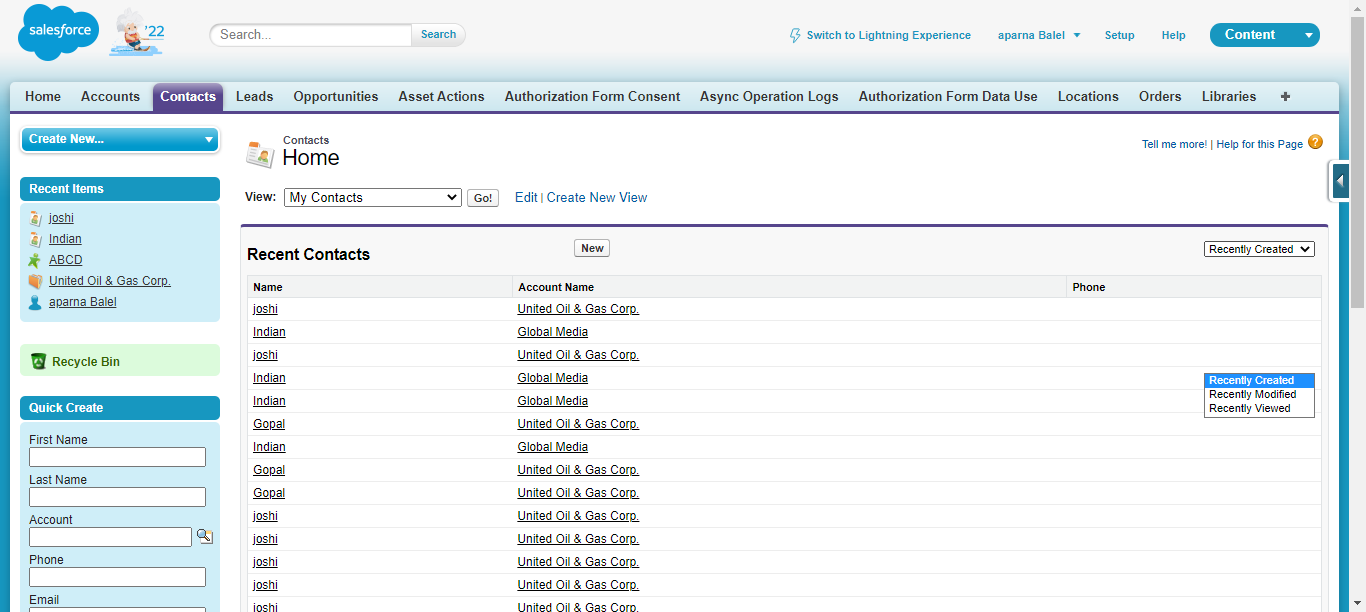 salesforce
'22
Search...
Search
Switch to Lightning Experience
aparna Balel
Setup
Help
Content
Home
Accounts
Contacts
Leads
Opportunities
Asset Actions
Authorization Form Consent
Async Operation Logs
Authorization Form Data Use
Locations
Orders
Libraries
+
Create New...
Recent Items
joshi
Indian
ABCD
United Oil & Gas Corp.
aparna Balel
Recycle Bin
Quick Create
First Name
Last Name
Account
Phone
Email
Contacts
Home
Tell me more! | Help for this Page ?
View: My Contacts Go! Edit | Create New View
Recent Contacts New Recently Created
Name Account Name Phone
joshi United Oil & Gas Corp.
Indian Global Media
joshi United Oil & Gas Corp.
Indian Global Media
Indian Global Media
Gopal United Oil & Gas Corp.
Indian Global Media
Gopal United Oil & Gas Corp.
Gopal United Oil & Gas Corp.
joshi United Oil & Gas Corp.
joshi United Oil & Gas Corp.
joshi United Oil & Gas Corp.
joshi United Oil & Gas Corp.
joshi United Oil & Gas Corp.
Recently Created
Recently Modified
Recently Viewed